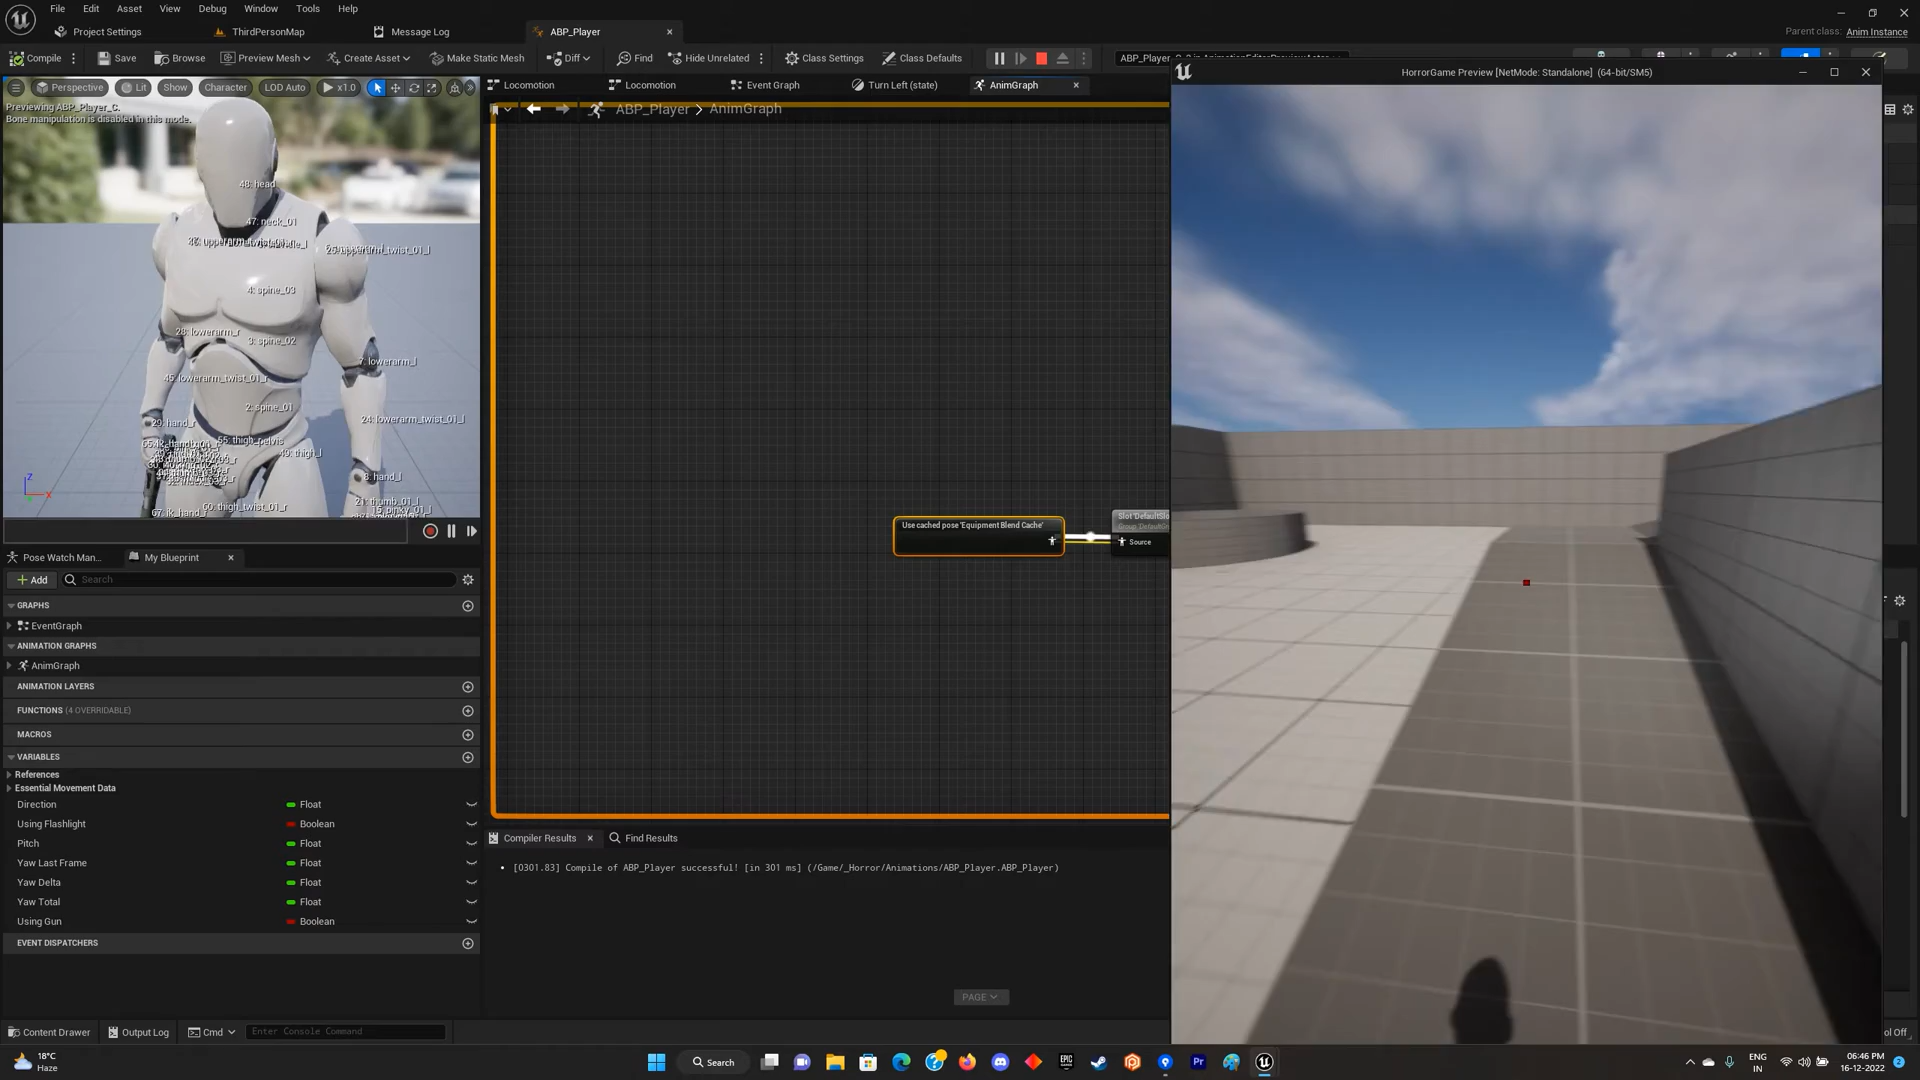 File Edit Asset View Debug Window Tools Help
Project Settings ThirdPersonMap Message Log ABP_Player Parent class: Anim Instance
Compile Save Browse Preview Mesh Create Asset Make Static Mesh Diff Find Hide Unrelated Class Settings Class Defaults
HorrorGame Preview [NetMode: Standalone] (64-bit/SM5)
Perspective Lit Show Character LOD Auto x1.0
Locomotion Locomotion Event Graph Turn Left (state) AnimGraph
Previewing ABP_Player_C.
Bone manipulation is disabled in this mode.
ABP_Player > AnimGraph
48: head
47: neck_01
4: spine_03
28: lowerarm_r
3: spine_02
7: lowerarm_l
45: lowerarm_twist_01_r
2: spine_01
24: lowerarm_twist_01_l
29: hand_r
49: thigh_l
8: hand_l
60: thigh_twist_01_r
67: ik_hand_r
Z
X
Use cached pose 'Equipment Blend Cache'
Slot 'DefaultSlo
Source
Pose Watch Man... My Blueprint
Add Search
GRAPHS
EventGraph
ANIMATION GRAPHS
AnimGraph
ANIMATION LAYERS
FUNCTIONS (4 OVERRIDABLE)
MACROS
VARIABLES
References
Essential Movement Data
Direction Float
Using Flashlight Boolean
Pitch Float
Yaw Last Frame Float
Yaw Delta Float
Yaw Total Float
Using Gun Boolean
EVENT DISPATCHERS
Compiler Results Find Results
[0301.83] Compile of ABP_Player successful! [in 301 ms] (/Game/_Horror/Animations/ABP_Player.ABP_Player)
PAGE
Content Drawer Output Log Cmd Enter Console Command
18°C
Haze
Search
EPIC
Pr
ENG
IN
06:46 PM
16-12-2022
2